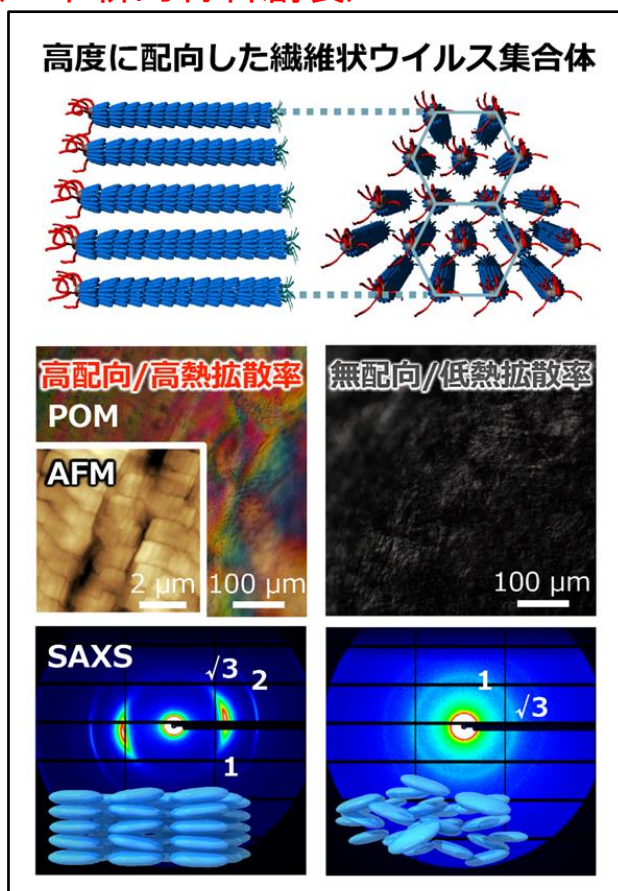 高度に配向した繊維状ウイルス集合体
高配向/高熱拡散率
POM
AFM
2 μm
100 μm
無配向/低熱拡散率
100 μm
SAXS
√3
2
1
1
√3